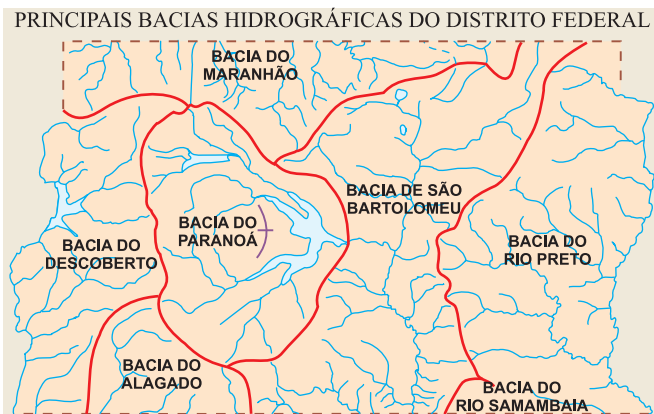 PRINCIPAIS BACIAS HIDROGRÁFICAS DO DISTRITO FEDERAL
BACIA DO
MARANHÃO
BACIA DE SÃO
BARTOLOMEU
BACIA DO
PARANOÁ
BACIA DO
DESCOBERTO
BACIA DO
RIO PRETO
BACIA DO
ALAGADO
BACIA DO
RIO SAMAMBAIA